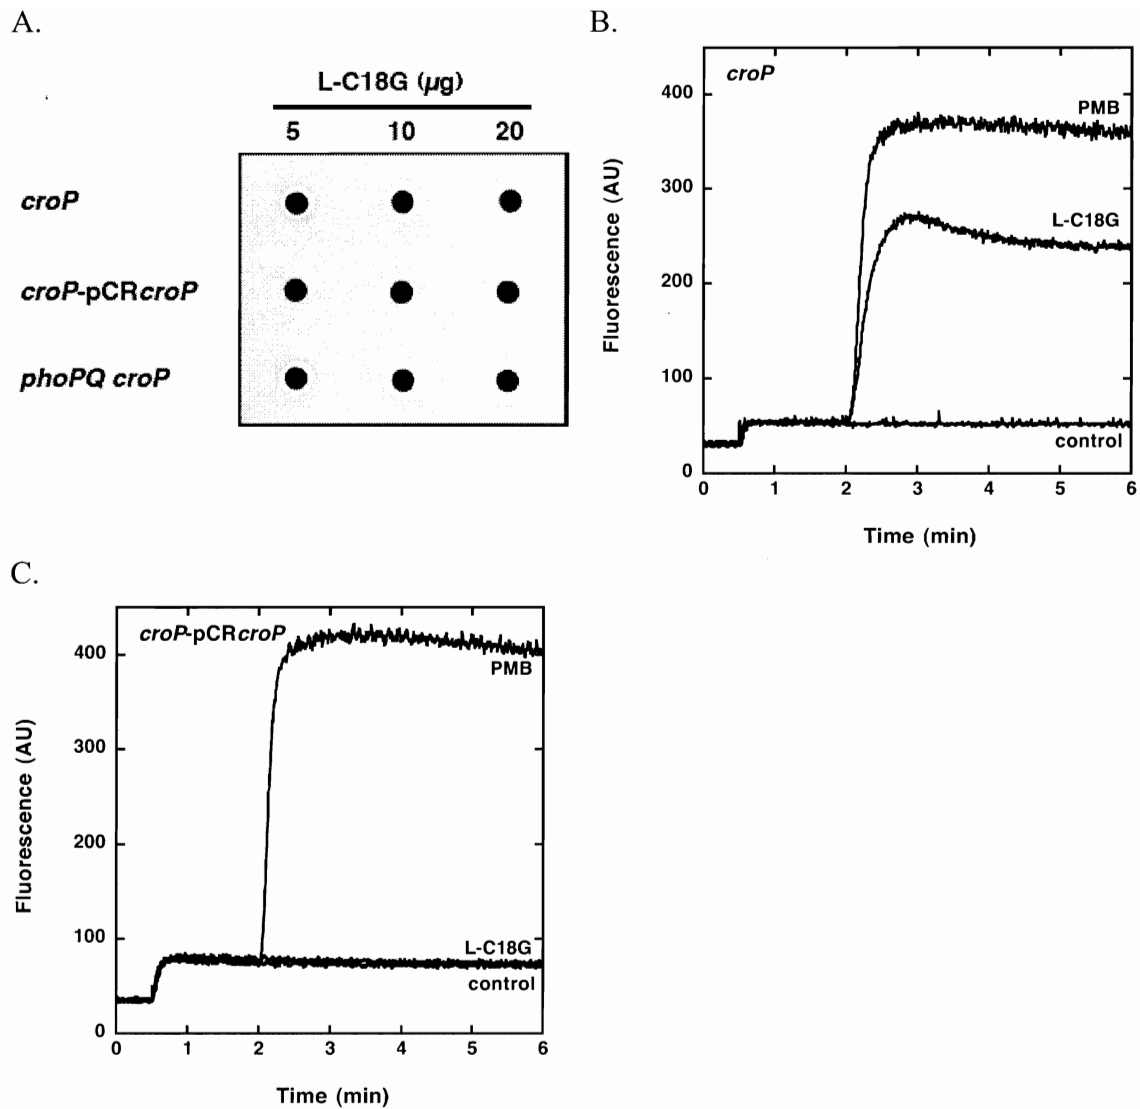 A.
L-C18G (μg)
5 10 20
croP
croP-pCRcroP
phoPQ croP
B.
croP
400
300
200
100
0
Fluorescence (AU)
PMB
L-C18G
control
0 1 2 3 4 5 6
Time (min)
C.
croP-pCRcroP
400
300
200
100
0
Fluorescence (AU)
PMB
L-C18G
control
0 1 2 3 4 5 6
Time (min)